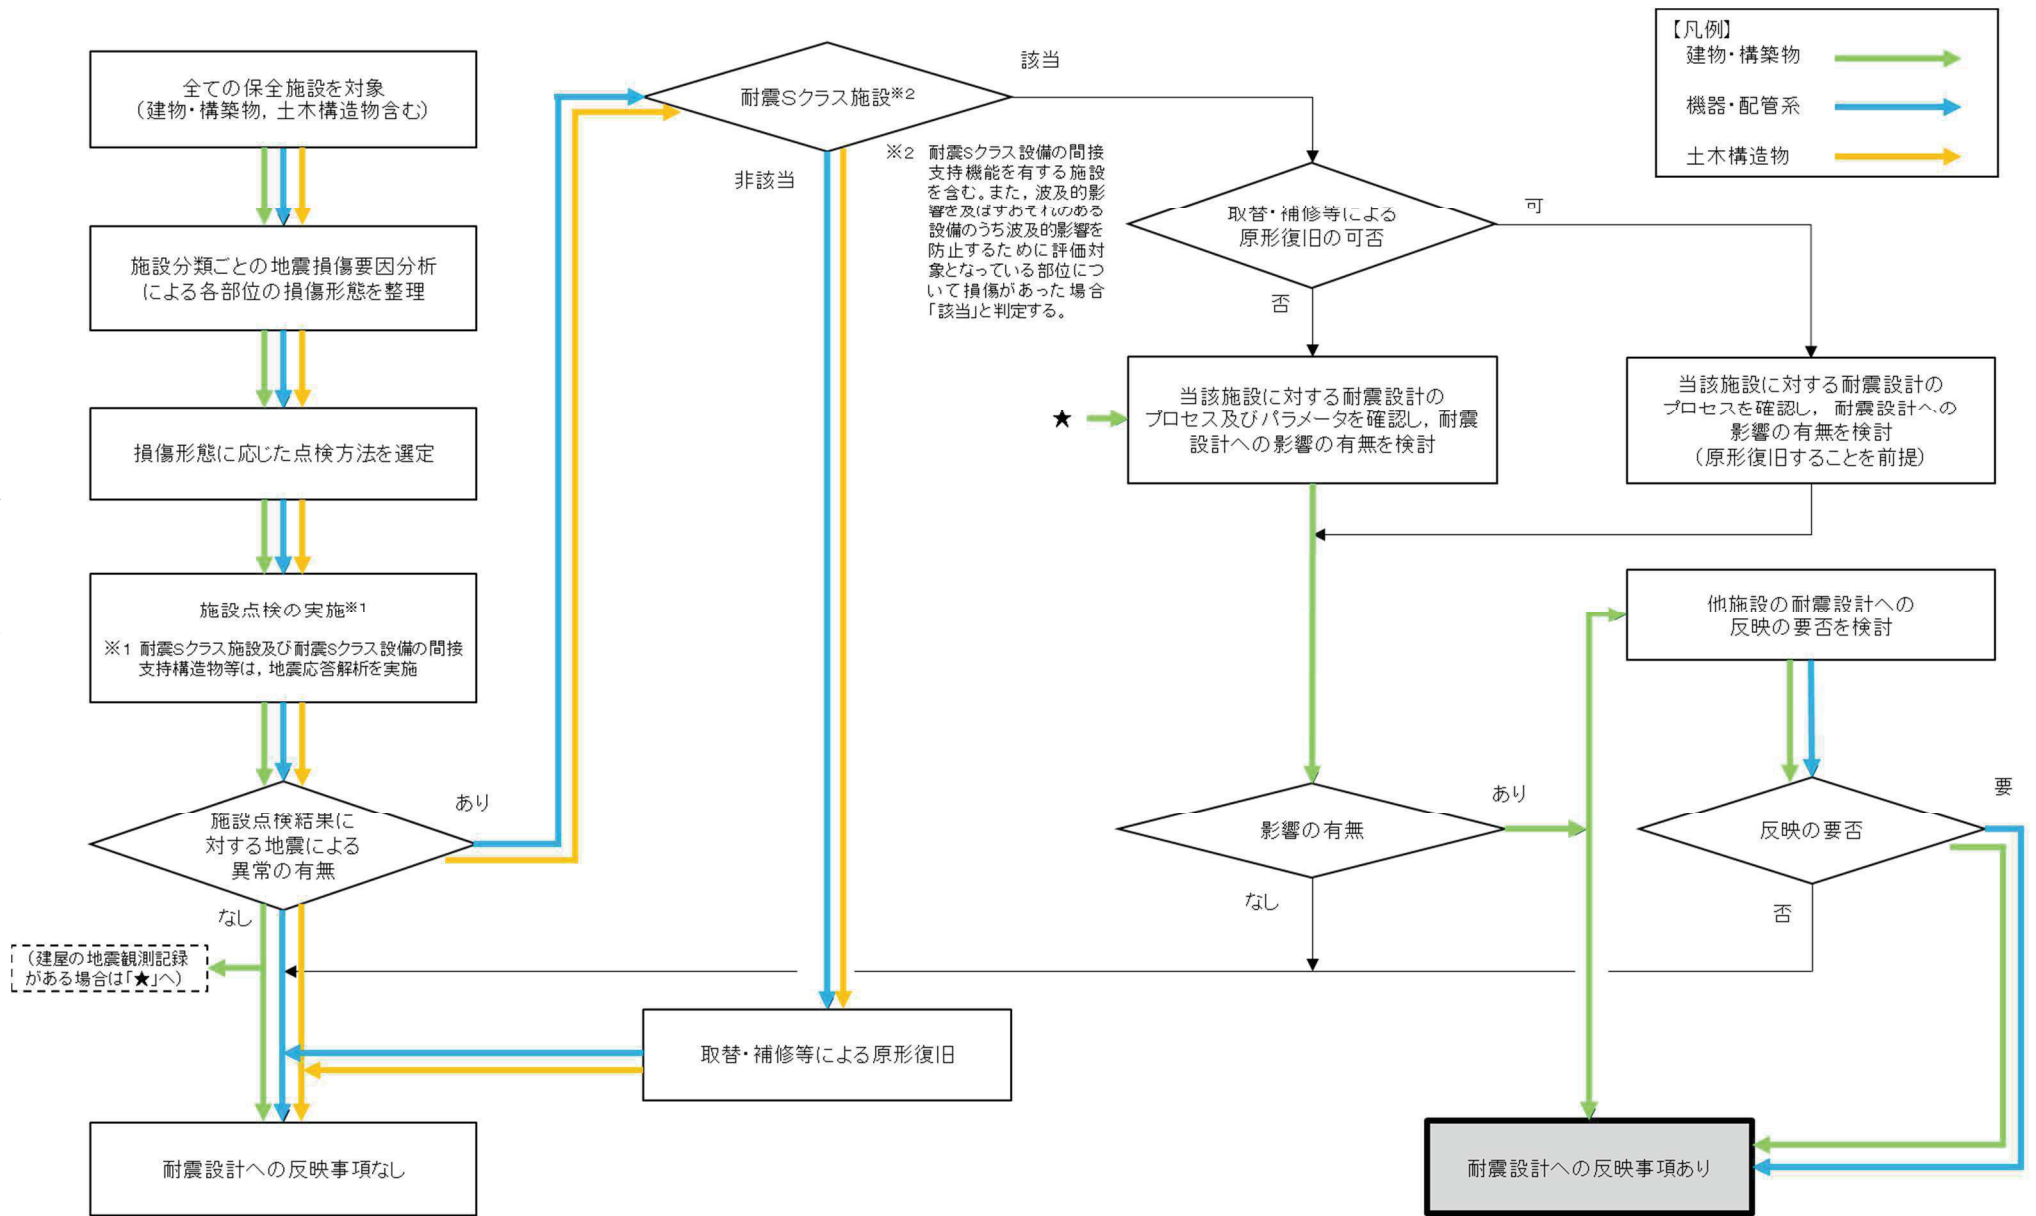 全ての保全施設を対象
(建物・構築物，土木構造物含む)
施設分類ごとの地震損傷要因分析
による各部位の損傷形態を整理
損傷形態に応じた点検方法を選定
施設点検の実施※1
※1 耐震Sクラス施設及び耐震Sクラス設備の間接
支持構造物等は，地震応答解析を実施
施設点検結果に
対する地震による
異常の有無
あり
なし
(建屋の地震観測記録
がある場合は「★」へ)
耐震設計への反映事項なし
耐震Sクラス施設※2
該当
非該当
※2 耐震Sクラス設備の間接
支持機能を有する施設
を含む。また，波及的影
響を及ぼすおそれのある
設備のうち波及的影響を
防止するために評価対
象となっている部位につ
いて損傷があった場合
「該当」と判定する。
取替・補修等による原形復旧
取替・補修等による
原形復旧の可否
可
否
★
当該施設に対する耐震設計の
プロセス及びパラメータを確認し，耐震
設計への影響の有無を検討
当該施設に対する耐震設計の
プロセスを確認し，耐震設計への
影響の有無を検討
(原形復旧することを前提)
影響の有無
あり
なし
他施設の耐震設計への
反映の要否を検討
反映の要否
要
否
耐震設計への反映事項あり
【凡例】
建物・構築物
機器・配管系
土木構造物